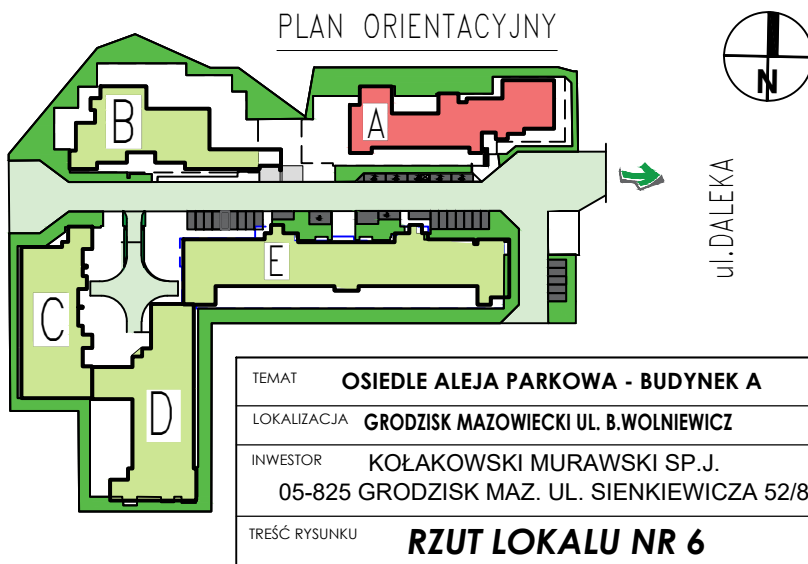 PLAN ORIENTACYJNY
N
B
A
ul.DALEKA
E
C
D
TEMAT OSIEDLE ALEJA PARKOWA - BUDYNEK A
LOKALIZACJA GRODZISK MAZOWIECKI UL. B.WOLNIEWICZ
INWESTOR KOŁAKOWSKI MURAWSKI SP.J.
05-825 GRODZISK MAZ. UL. SIENKIEWICZA 52/8
TREŚĆ RYSUNKU RZUT LOKALU NR 6